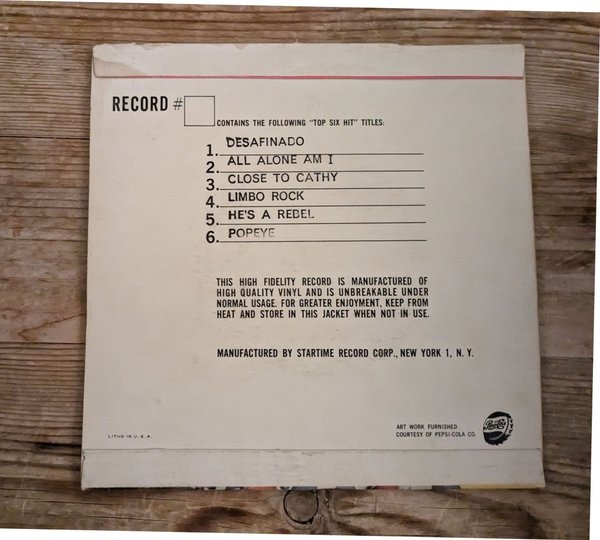 RECORD #
CONTAINS THE FOLLOWING "TOP SIX HIT" TITLES:
1. DESAFINADO
2. ALL ALONE AM I
3. CLOSE TO CATHY
4. LIMBO ROCK
5. HE'S A REBEL
6. POPEYE
THIS HIGH FIDELITY RECORD IS MANUFACTURED OF
HIGH QUALITY VINYL AND IS UNBREAKABLE UNDER
NORMAL USAGE. FOR GREATER ENJOYMENT, KEEP FROM
HEAT AND STORE IN THIS JACKET WHEN NOT IN USE.
MANUFACTURED BY STARTIME RECORD CORP., NEW YORK 1, N. Y.
ART WORK FURNISHED
COURTESY OF PEPSI-COLA CO.
Pepsi-Cola
LITHO IN U.S.A.